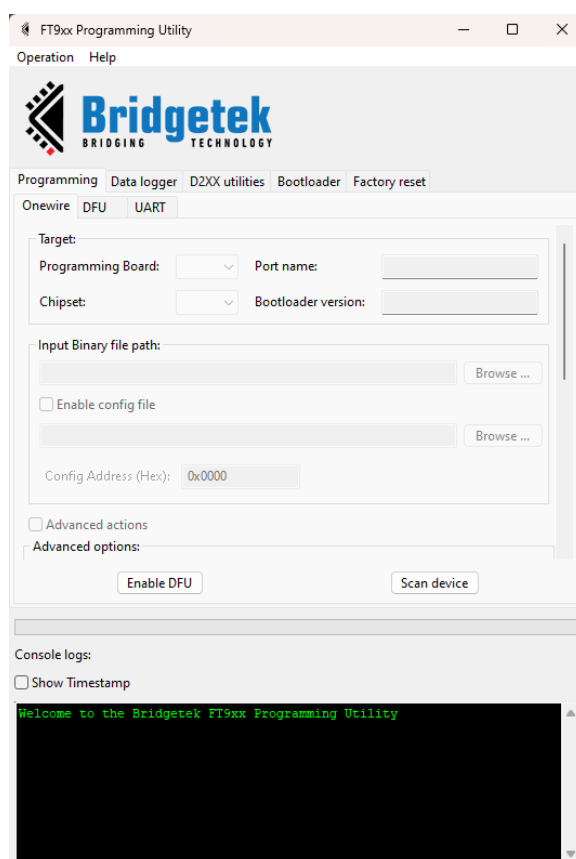 FT9xx Programming Utility
Operation Help
Bridgetek
BRIDGING TECHNOLOGY
Programming Data logger D2XX utilities Bootloader Factory reset
Onewire DFU UART
Target:
Programming Board: Port name:
Chipset: Bootloader version:
Input Binary file path:
Browse ...
Enable config file
Browse ...
Config Address (Hex): 0x0000
Advanced actions
Advanced options:
Enable DFU Scan device
Console logs:
Show Timestamp
Welcome to the Bridgetek FT9xx Programming Utility